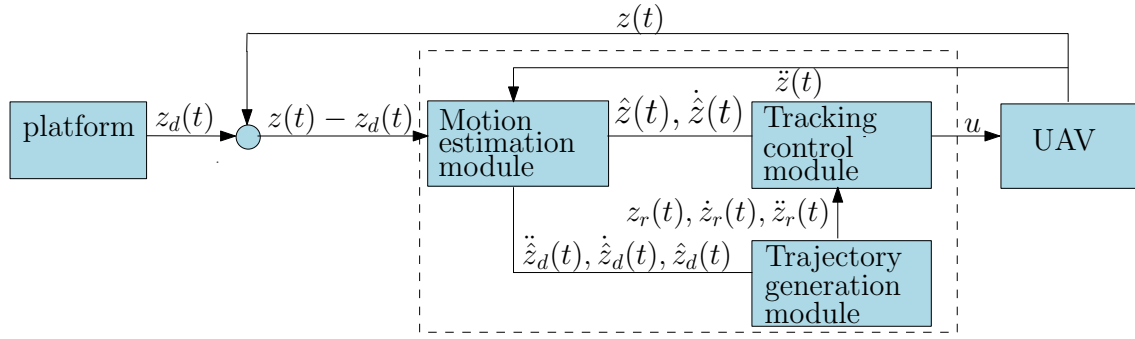 z(t)
z̈(t)
platform
z_d(t)
z(t) − z_d(t)
Motion
estimation
module
ẑ(t), ẑ̇(t)
Tracking
control
module
u
UAV
z_r(t), ż_r(t), z̈_r(t)
ẑ̈_d(t), ẑ̇_d(t), ẑ_d(t)
Trajectory
generation
module